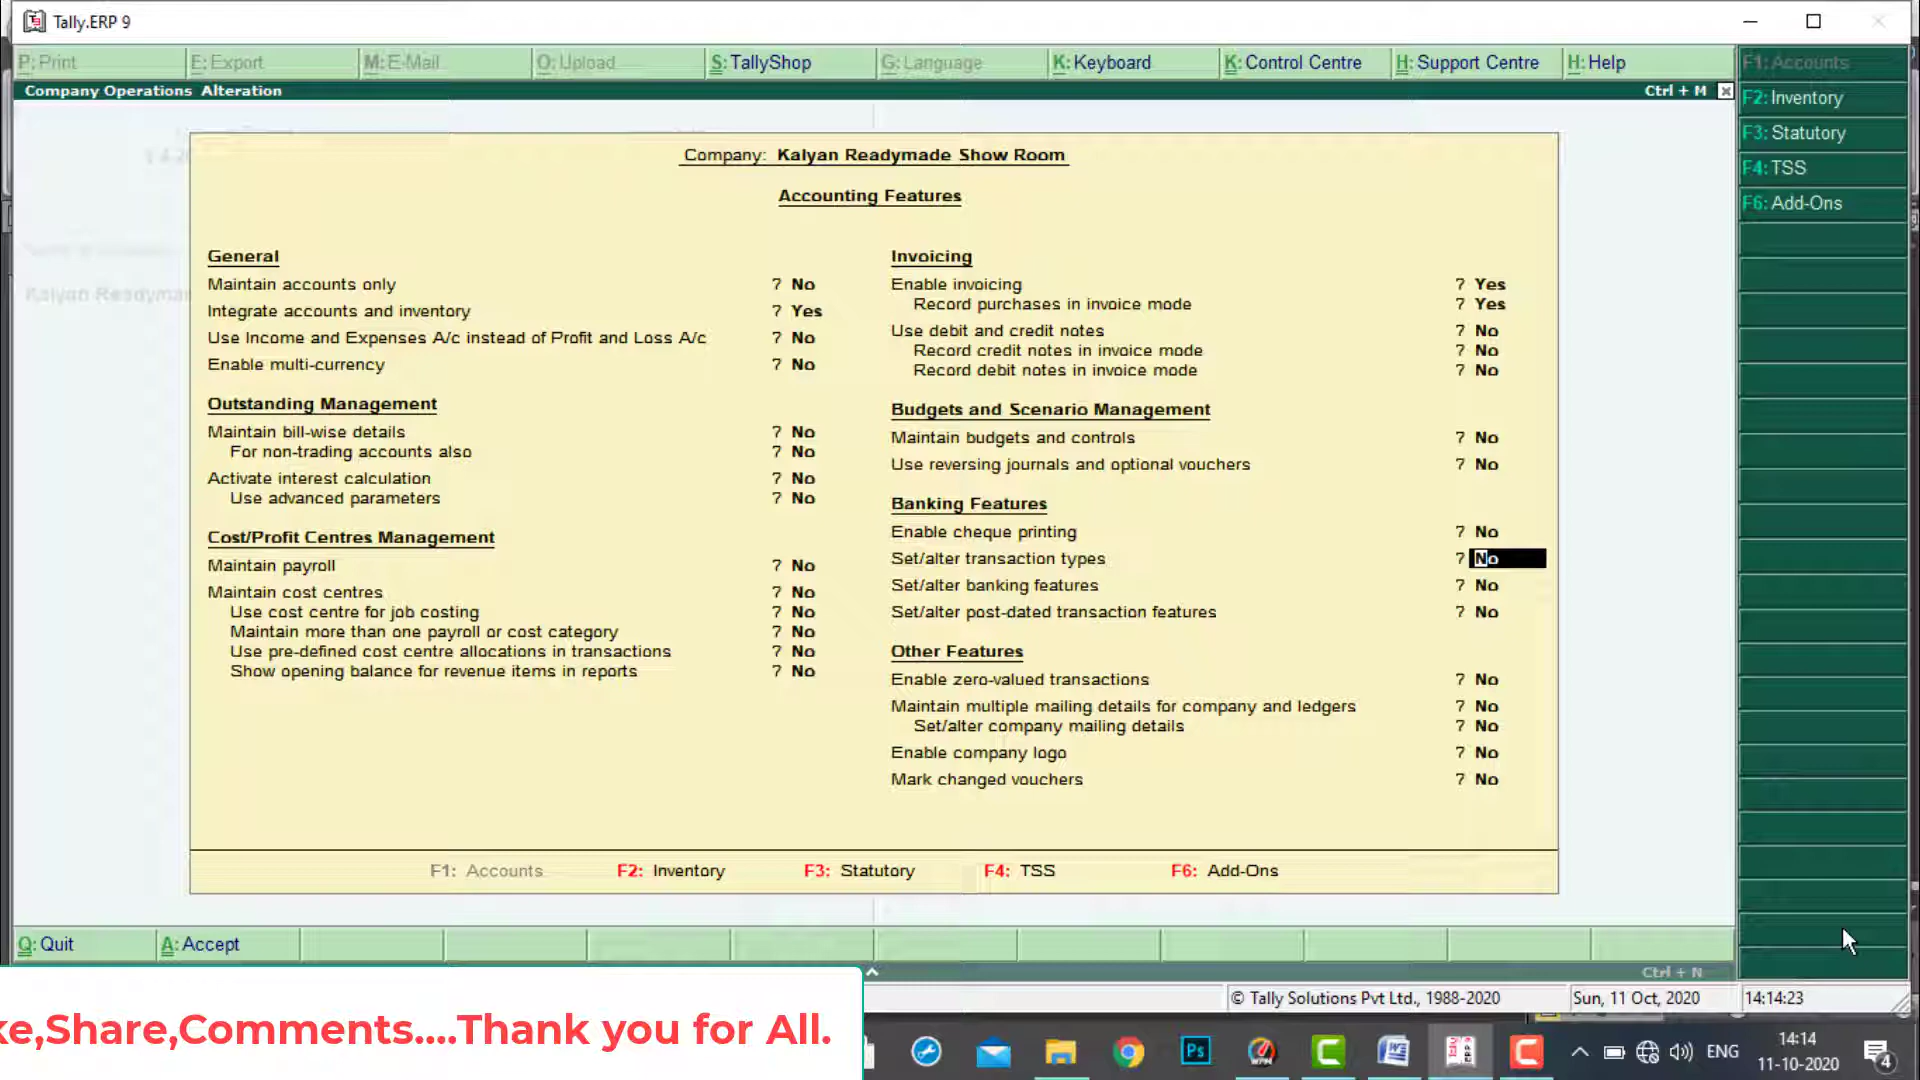 Tally.ERP 9
P: Print
E: Export
M: E-Mail
O: Upload
S: TallyShop
G: Language
K: Keyboard
K: Control Centre
H: Support Centre
H: Help
Company Operations Alteration
Ctrl + M
F1: Accounts
F2: Inventory
F3: Statutory
F4: TSS
F6: Add-Ons
Company: Kalyan Readymade Show Room
Accounting Features
General
Maintain accounts only ? No
Integrate accounts and inventory ? Yes
Use Income and Expenses A/c instead of Profit and Loss A/c ? No
Enable multi-currency ? No
Outstanding Management
Maintain bill-wise details ? No
For non-trading accounts also ? No
Activate interest calculation ? No
Use advanced parameters ? No
Cost/Profit Centres Management
Maintain payroll ? No
Maintain cost centres ? No
Use cost centre for job costing ? No
Maintain more than one payroll or cost category ? No
Use pre-defined cost centre allocations in transactions ? No
Show opening balance for revenue items in reports ? No
Invoicing
Enable invoicing ? Yes
Record purchases in invoice mode ? Yes
Use debit and credit notes ? No
Record credit notes in invoice mode ? No
Record debit notes in invoice mode ? No
Budgets and Scenario Management
Maintain budgets and controls ? No
Use reversing journals and optional vouchers ? No
Banking Features
Enable cheque printing ? No
Set/alter transaction types ? No
Set/alter banking features ? No
Set/alter post-dated transaction features ? No
Other Features
Enable zero-valued transactions ? No
Maintain multiple mailing details for company and ledgers ? No
Set/alter company mailing details ? No
Enable company logo ? No
Mark changed vouchers ? No
F1: Accounts
F2: Inventory
F3: Statutory
F4: TSS
F6: Add-Ons
Kalyan Readymad
Q: Quit
A: Accept
Ctrl + N
© Tally Solutions Pvt Ltd., 1988-2020
Sun, 11 Oct, 2020
14:14:23
ke,Share,Comments....Thank you for All.
Ps
ENG
14:14
11-10-2020
4